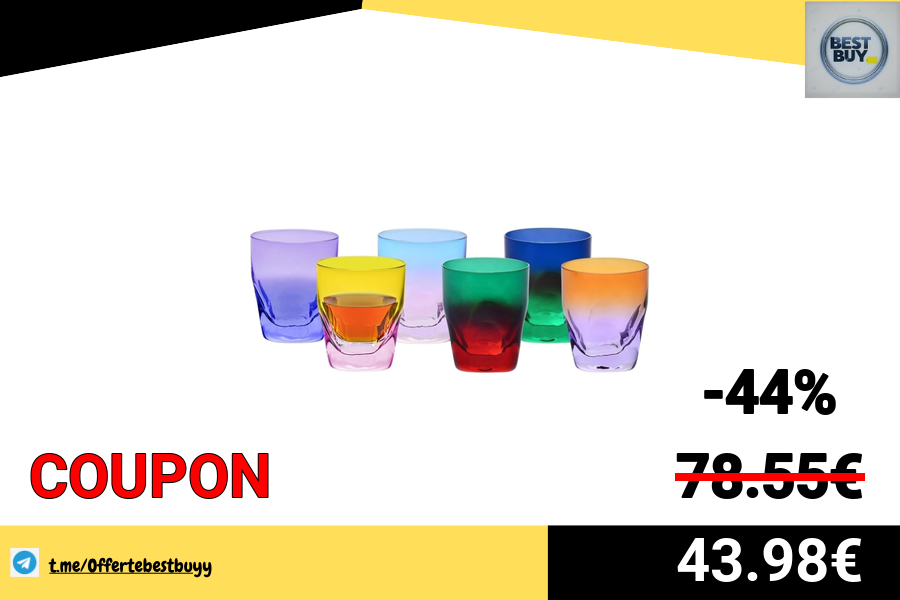 BEST
BUY
-44%
COUPON
78.55€
t.me/Offertebestbuyy
43.98€